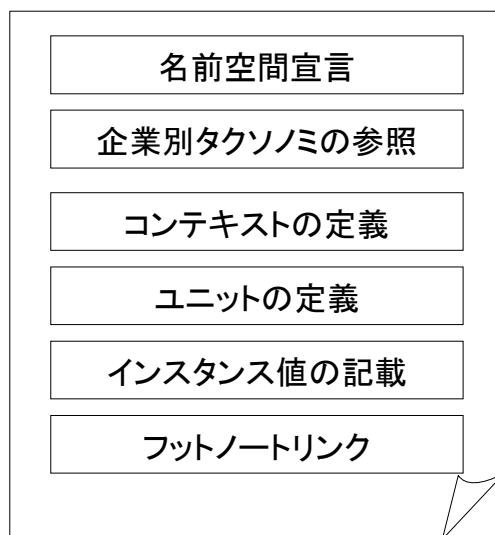 名前空間宣言
企業別タクソノミの参照
コンテキストの定義
ユニットの定義
インスタンス値の記載
フットノートリンク